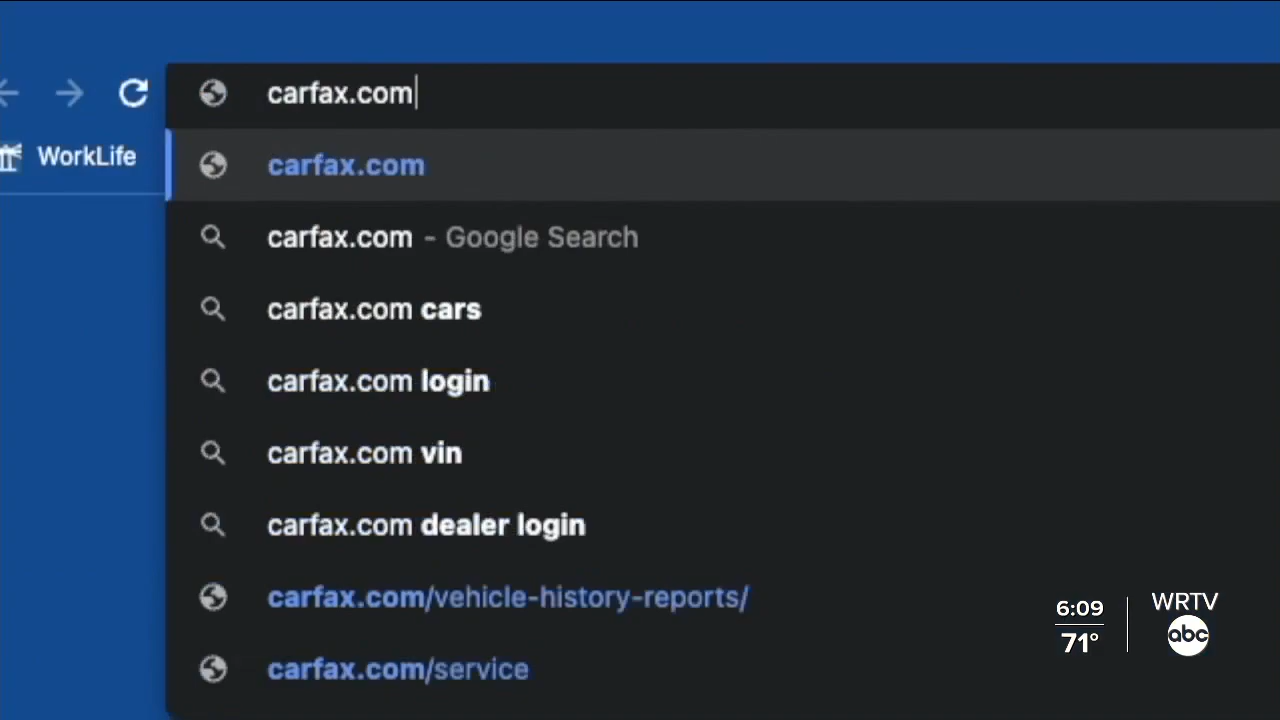 carfax.com
WorkLife
carfax.com
carfax.com - Google Search
carfax.com cars
carfax.com login
carfax.com vin
carfax.com dealer login
carfax.com/vehicle-history-reports/
carfax.com/service
6:09
71°
WRTV
abc